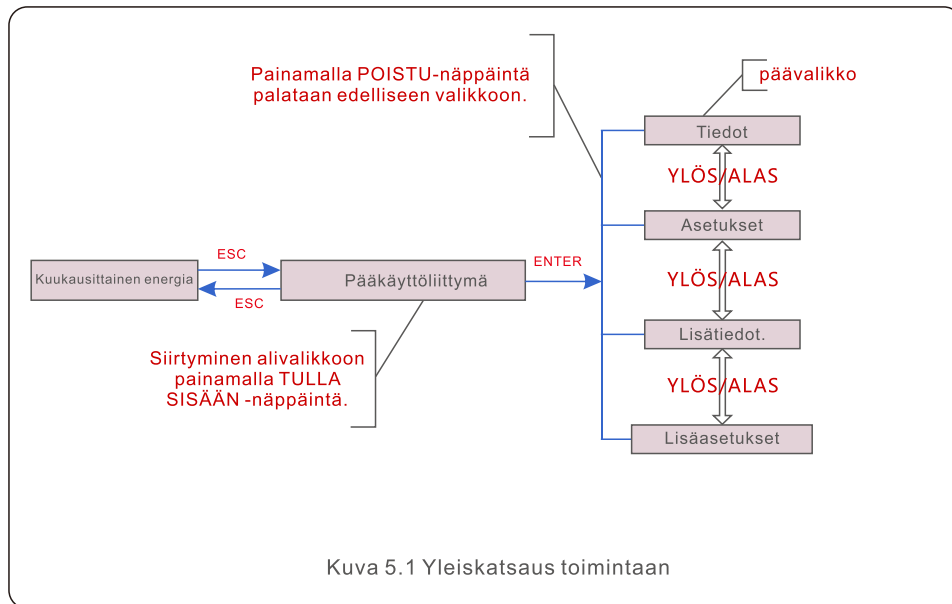 Painamalla POISTU-näppäintä
palataan edelliseen valikkoon.
päävalikko
Tiedot
YLÖS/ALAS
Asetukset
Kuukausittainen energia
ESC
ESC
Pääkäyttöliittymä
ENTER
YLÖS/ALAS
Lisätiedot.
Siirtyminen alivalikkoon
painamalla TULLA
SISÄÄN -näppäintä.
YLÖS/ALAS
Lisäasetukset
Kuva 5.1 Yleiskatsaus toimintaan